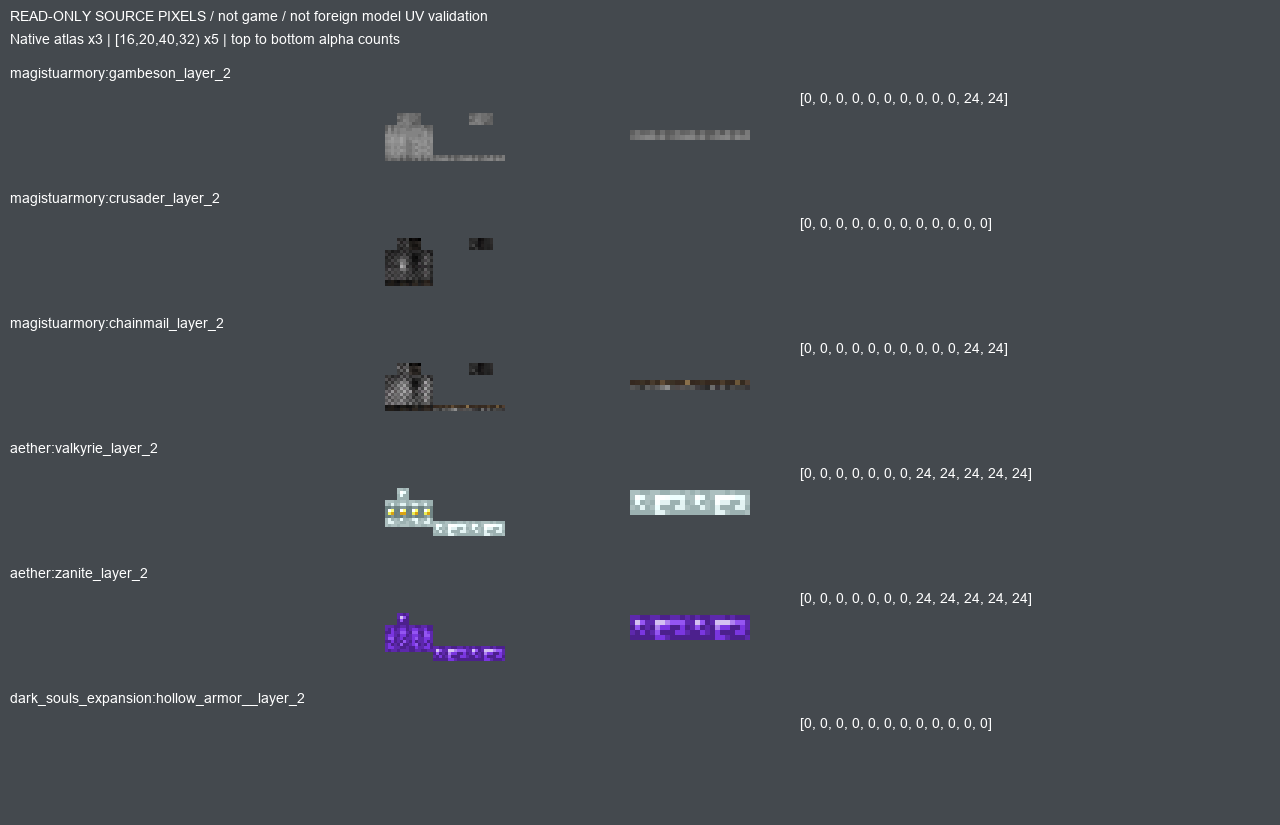 READ-ONLY SOURCE PIXELS / not game / not foreign model UV validation
Native atlas x3 | [16,20,40,32) x5 | top to bottom alpha counts
magistuarmory:gambeson_layer_2
[0, 0, 0, 0, 0, 0, 0, 0, 0, 0, 24, 24]
magistuarmory:crusader_layer_2
[0, 0, 0, 0, 0, 0, 0, 0, 0, 0, 0, 0]
magistuarmory:chainmail_layer_2
[0, 0, 0, 0, 0, 0, 0, 0, 0, 0, 24, 24]
aether:valkyrie_layer_2
[0, 0, 0, 0, 0, 0, 0, 24, 24, 24, 24, 24]
aether:zanite_layer_2
[0, 0, 0, 0, 0, 0, 0, 24, 24, 24, 24, 24]
dark_souls_expansion:hollow_armor__layer_2
[0, 0, 0, 0, 0, 0, 0, 0, 0, 0, 0, 0]